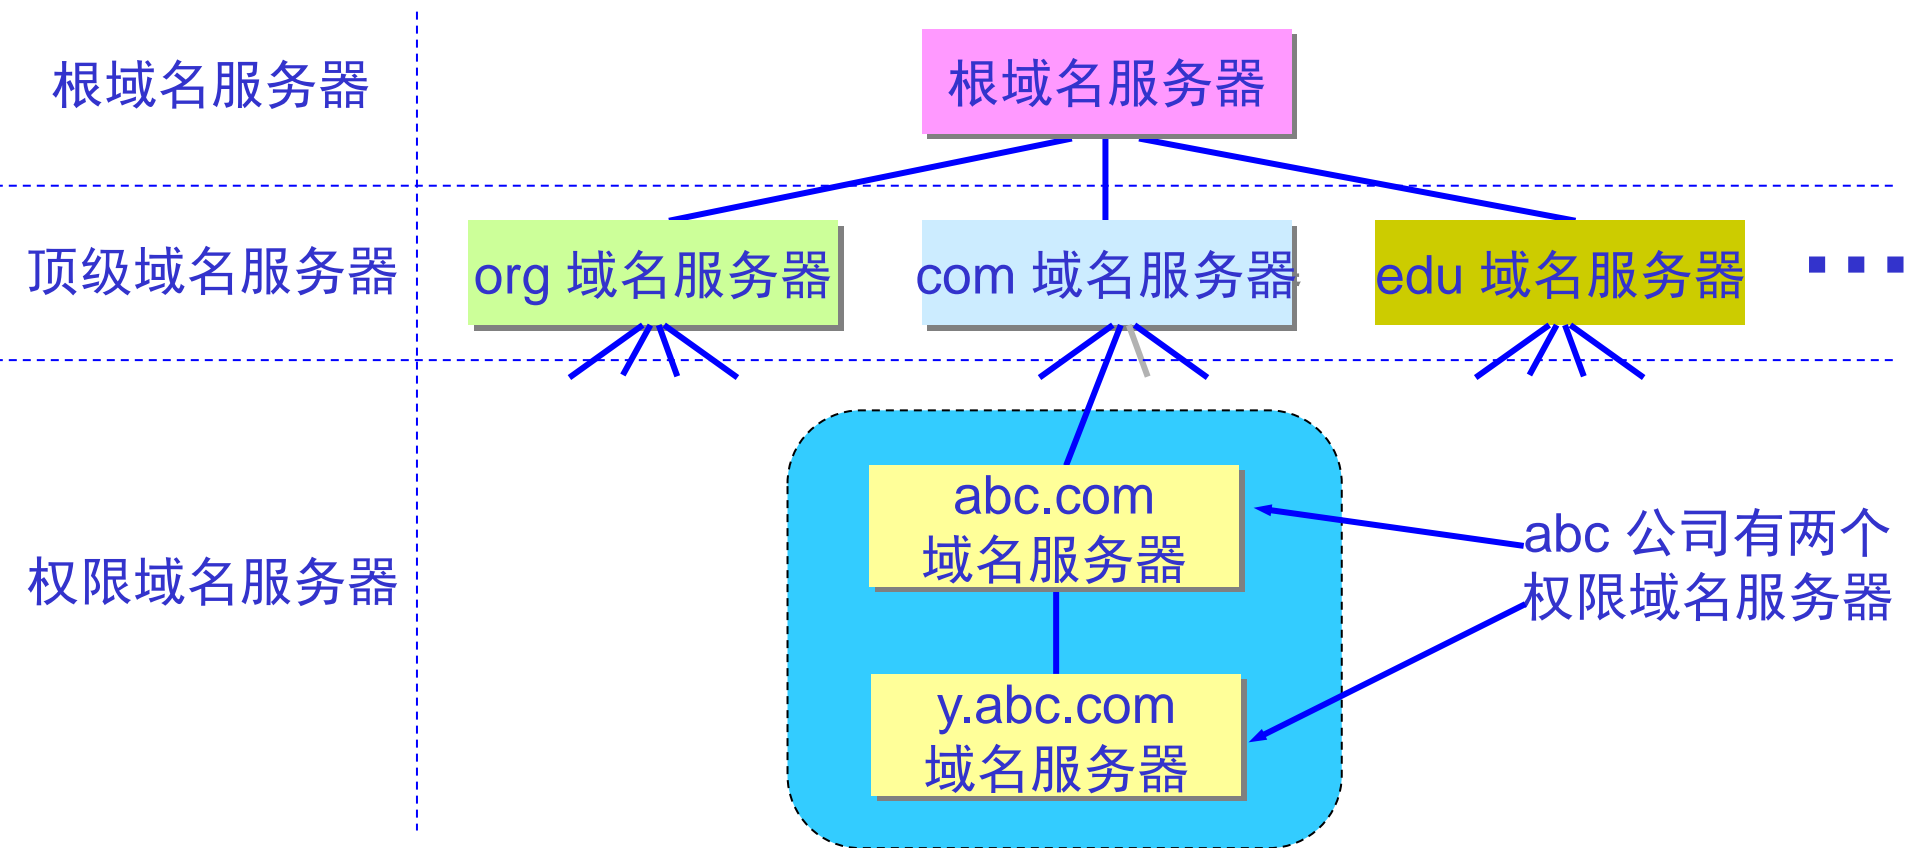 根域名服务器
根域名服务器
顶级域名服务器
org 域名服务器
com 域名服务器
edu 域名服务器
…
权限域名服务器
abc.com
域名服务器
y.abc.com
域名服务器
abc 公司有两个
权限域名服务器